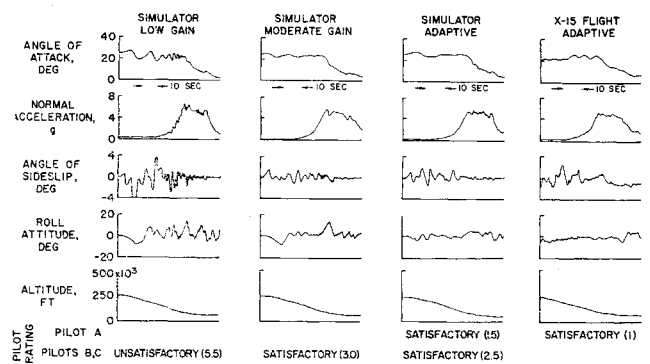 SIMULATOR LOW GAIN
SIMULATOR MODERATE GAIN
SIMULATOR ADAPTIVE
X-15 FLIGHT ADAPTIVE
ANGLE OF ATTACK, DEG
40
20
0
10 SEC
10 SEC
10 SEC
10 SEC
NORMAL ACCELERATION, g
8
4
0
ANGLE OF SIDESLIP, DEG
4
0
-4
ROLL ATTITUDE, DEG
20
0
-20
ALTITUDE, FT
500 x10³
250
0
PILOT RATING
PILOT A
SATISFACTORY (1.5)
SATISFACTORY (1)
PILOTS B,C
UNSATISFACTORY (5.5)
SATISFACTORY (3.0)
SATISFACTORY (2.5)